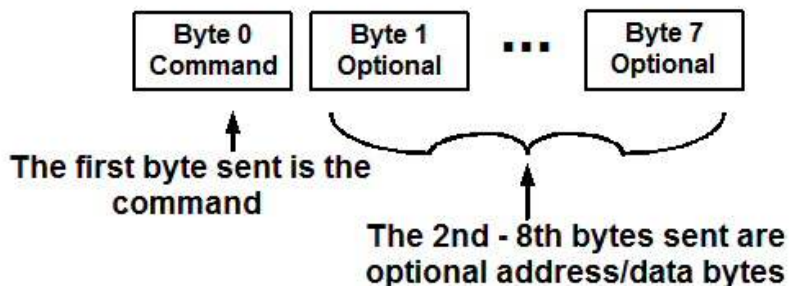 Byte 0
Command
Byte 1
Optional
...
Byte 7
Optional
The first byte sent is the
command
The 2nd - 8th bytes sent are
optional address/data bytes